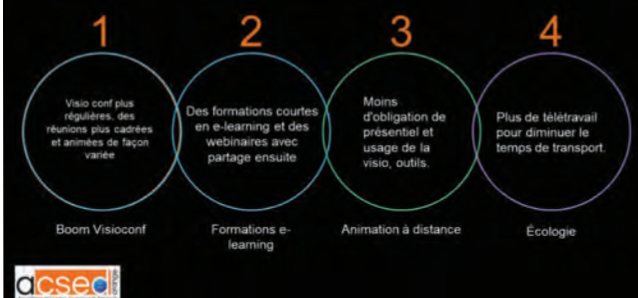 1
Visio conf plus
régulières, des
réunions plus cadrées
et animées de façon
variée
Boom Visioconf
2
Des formations courtes
en e-learning et des
webinaires avec
partage ensuite
Formations e-
learning
3
Moins
d'obligation de
présentiel et
usage de la
visio, outils.
Animation à distance
4
Plus de télétravail
pour diminuer le
temps de transport.
Écologie
acsed
orange